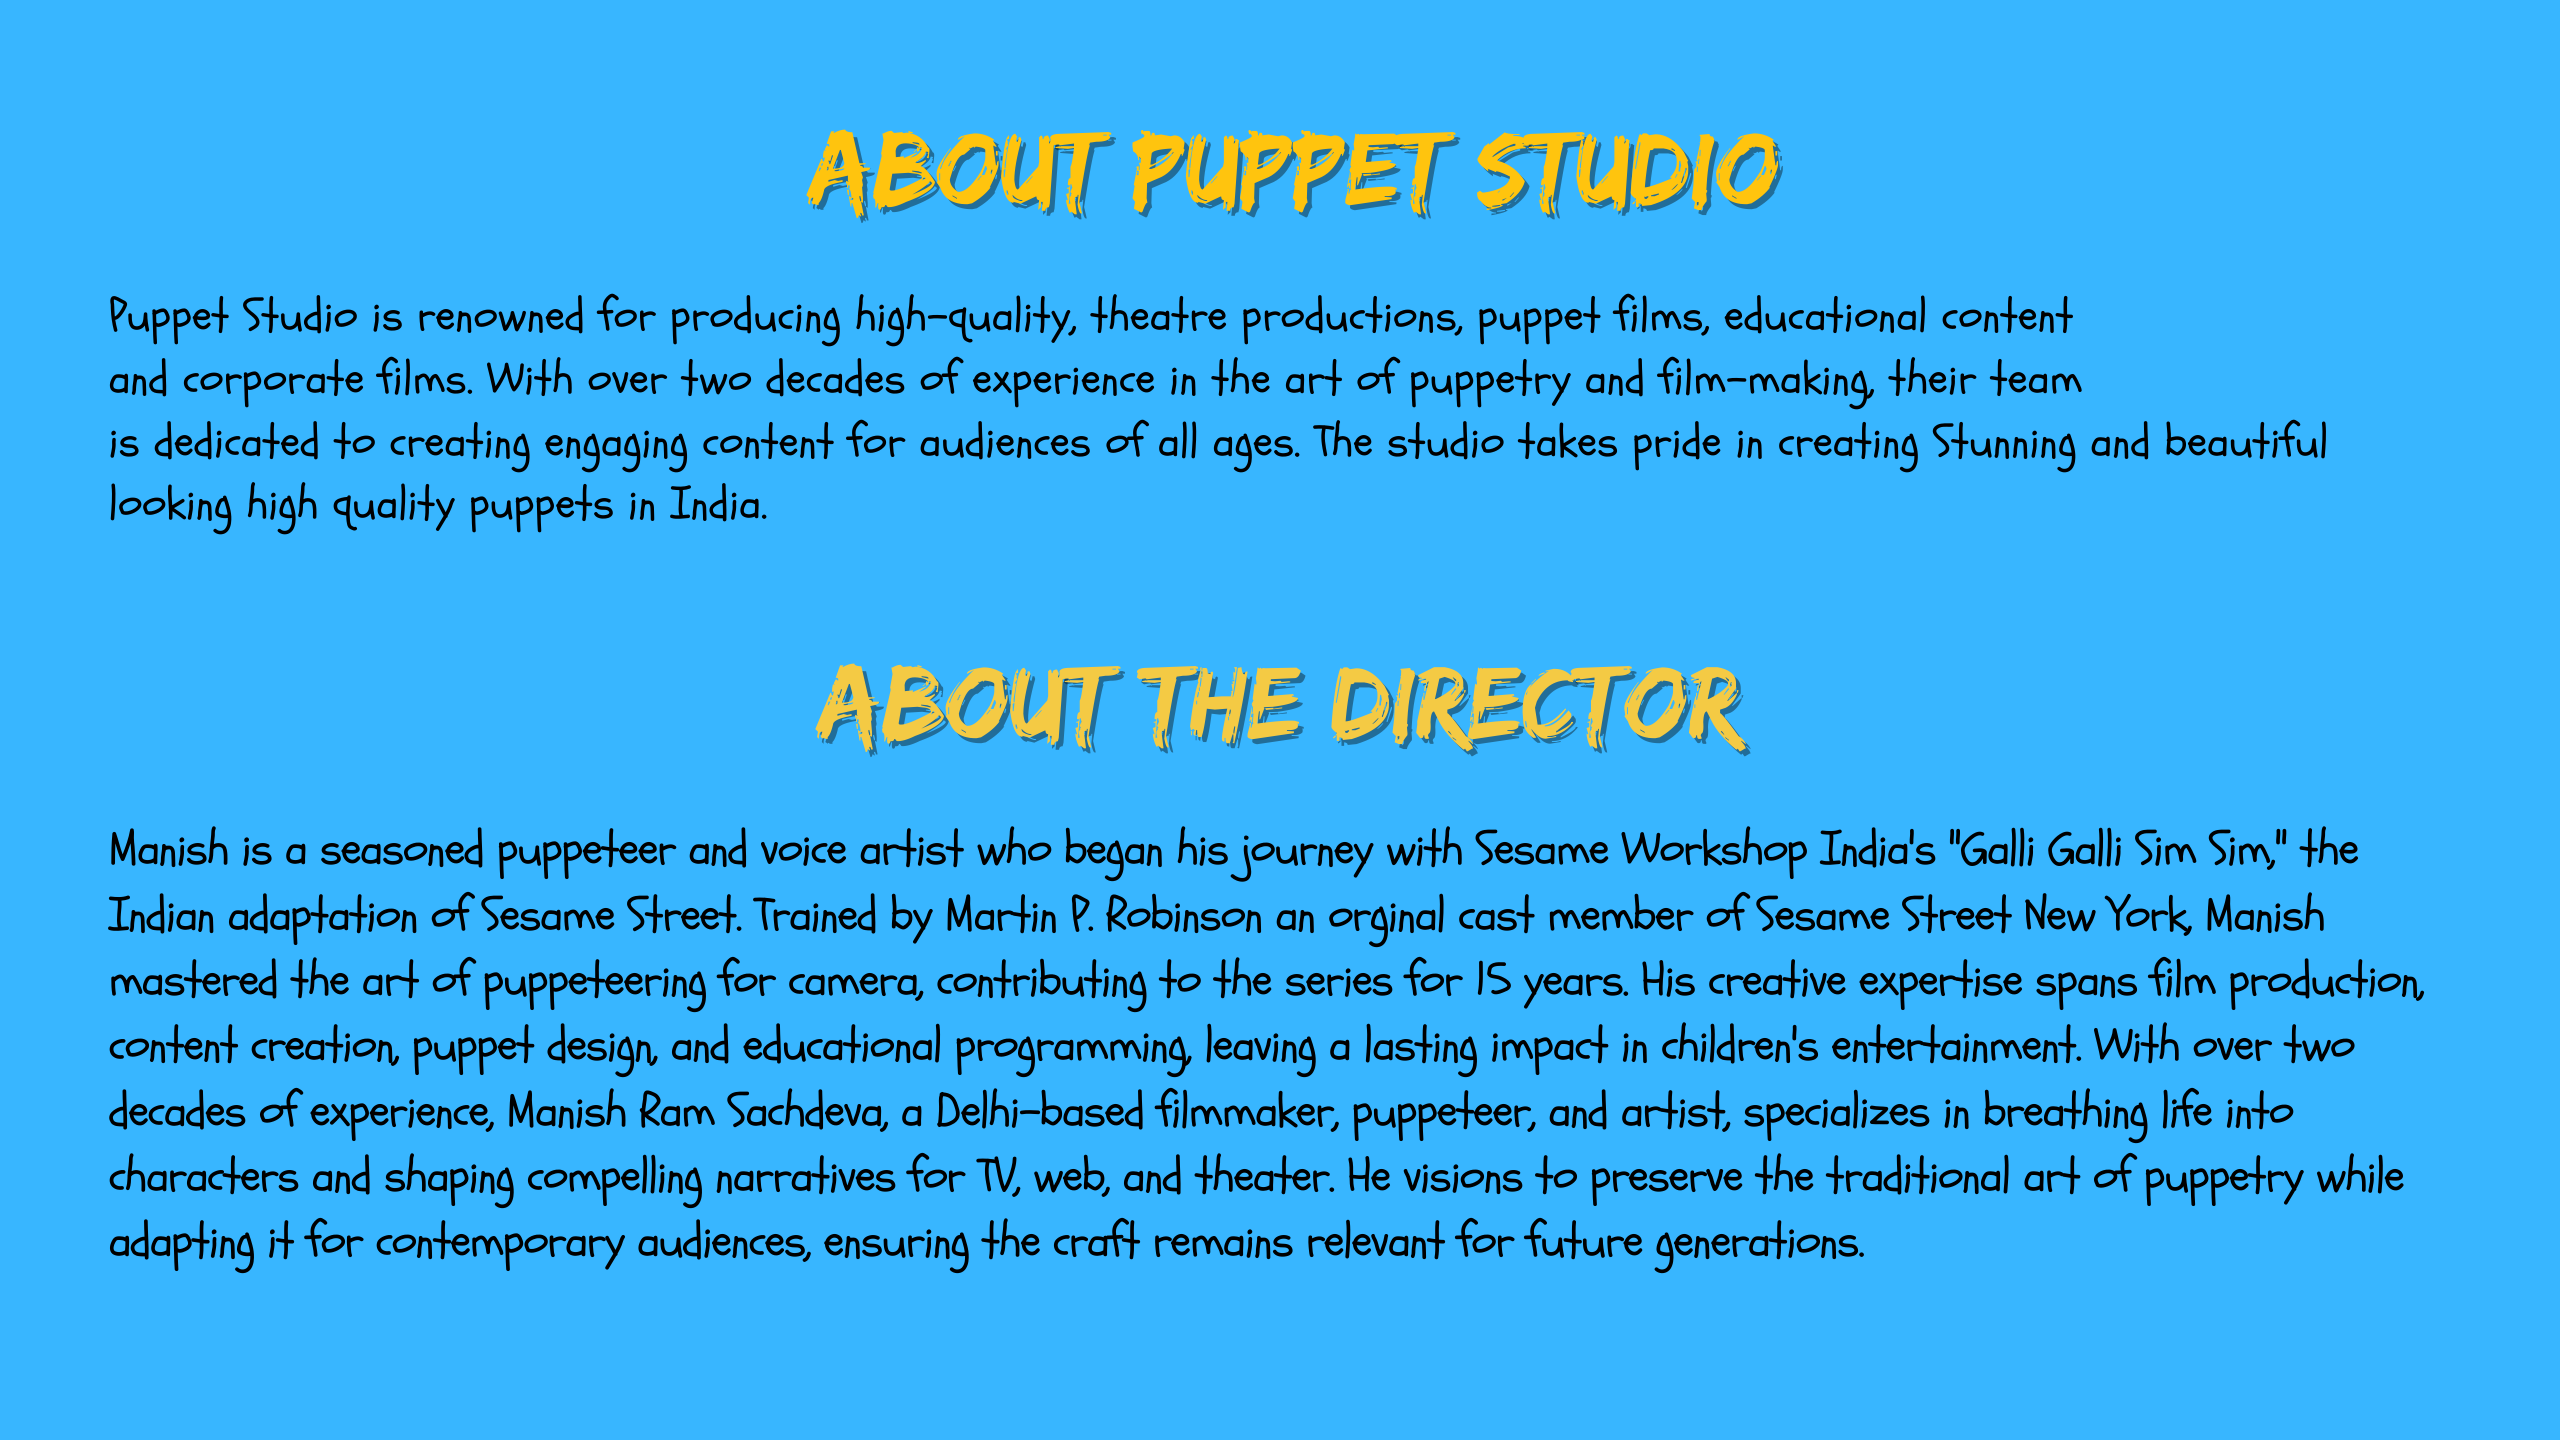 ABOUT PUPPET STUDIO
Puppet Studio is renowned for producing high-quality, theatre productions, puppet films, educational content
and corporate films. With over two decades of experience in the art of puppetry and film-making, their team
is dedicated to creating engaging content for audiences of all ages. The studio takes pride in creating Stunning and beautiful
looking high quality puppets in India.
ABOUT THE DIRECTOR
Manish is a seasoned puppeteer and voice artist who began his journey with Sesame Workshop India's "Galli Galli Sim Sim," the
Indian adaptation of Sesame Street. Trained by Martin P. Robinson an orginal cast member of Sesame Street New York, Manish
mastered the art of puppeteering for camera, contributing to the series for 15 years. His creative expertise spans film production,
content creation, puppet design, and educational programming, leaving a lasting impact in children's entertainment. With over two
decades of experience, Manish Ram Sachdeva, a Delhi-based filmmaker, puppeteer, and artist, specializes in breathing life into
characters and shaping compelling narratives for TV, web, and theater. He visions to preserve the traditional art of puppetry while
adapting it for contemporary audiences, ensuring the craft remains relevant for future generations.